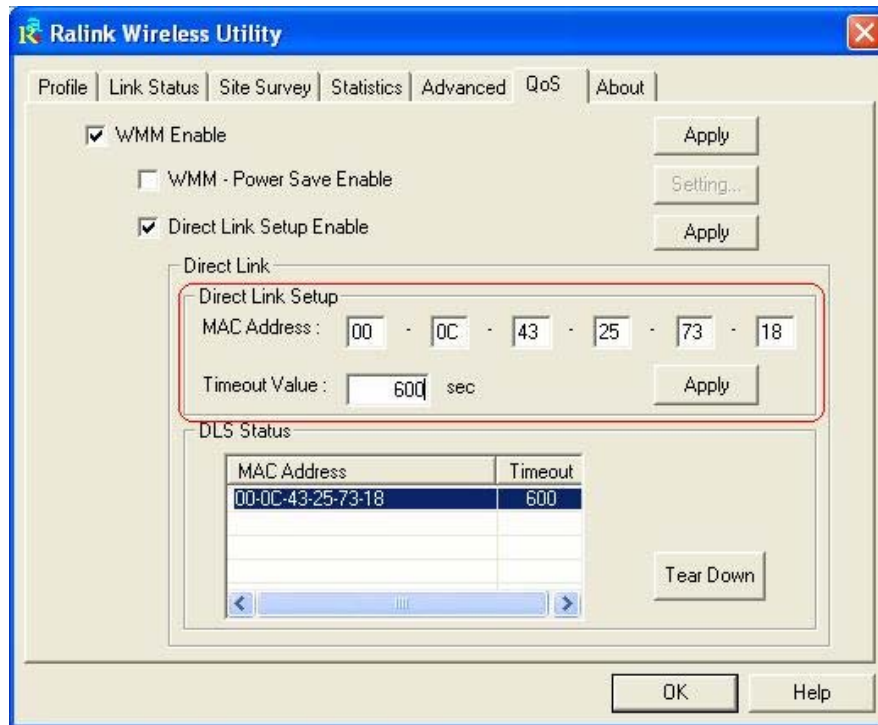 Ralink Wireless Utility
Profile Link Status Site Survey Statistics Advanced QoS About
WMM Enable Apply
WMM - Power Save Enable Setting...
Direct Link Setup Enable Apply
Direct Link
Direct Link Setup
MAC Address : 00 - 0C - 43 - 25 - 73 - 18
Timeout Value : 600 sec Apply
DLS Status
MAC Address Timeout
00-0C-43-25-73-18 600
Tear Down
OK Help